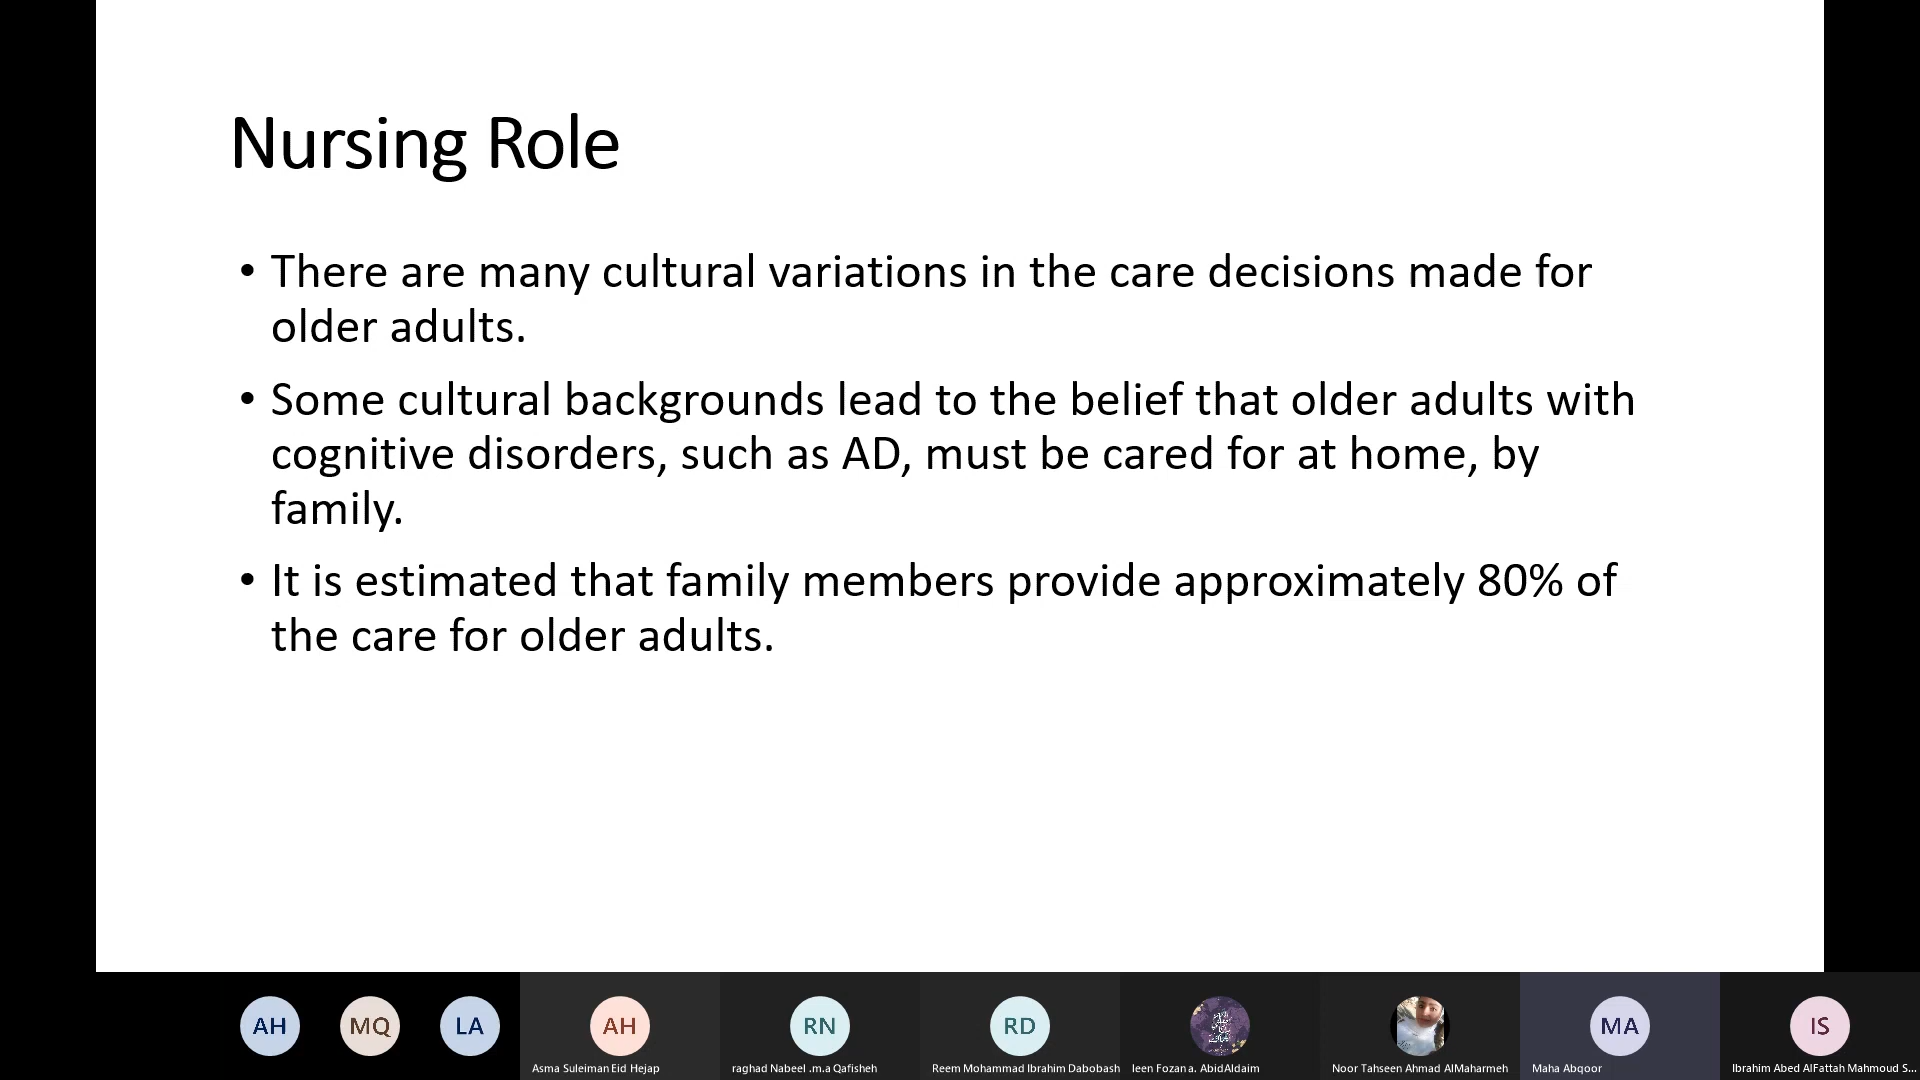 Nursing Role
• There are many cultural variations in the care decisions made for
older adults.
• Some cultural backgrounds lead to the belief that older adults with
cognitive disorders, such as AD, must be cared for at home, by
family.
• It is estimated that family members provide approximately 80% of
the care for older adults.
AH MQ LA AH RN RD MA IS
Asma Suleiman Eid Hejap raghad Nabeel .m.a Qafisheh Reem Mohammad Ibrahim Dabobash leen Fozan a. AbidAldaim Noor Tahseen Ahmad AlMaharmeh Maha Abqoor Ibrahim Abed AlFattah Mahmoud S...